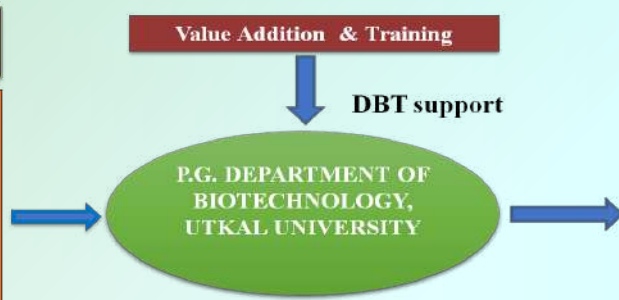 Value Addition & Training
DBT support
P.G. DEPARTMENT OF
BIOTECHNOLOGY,
UTKAL UNIVERSITY